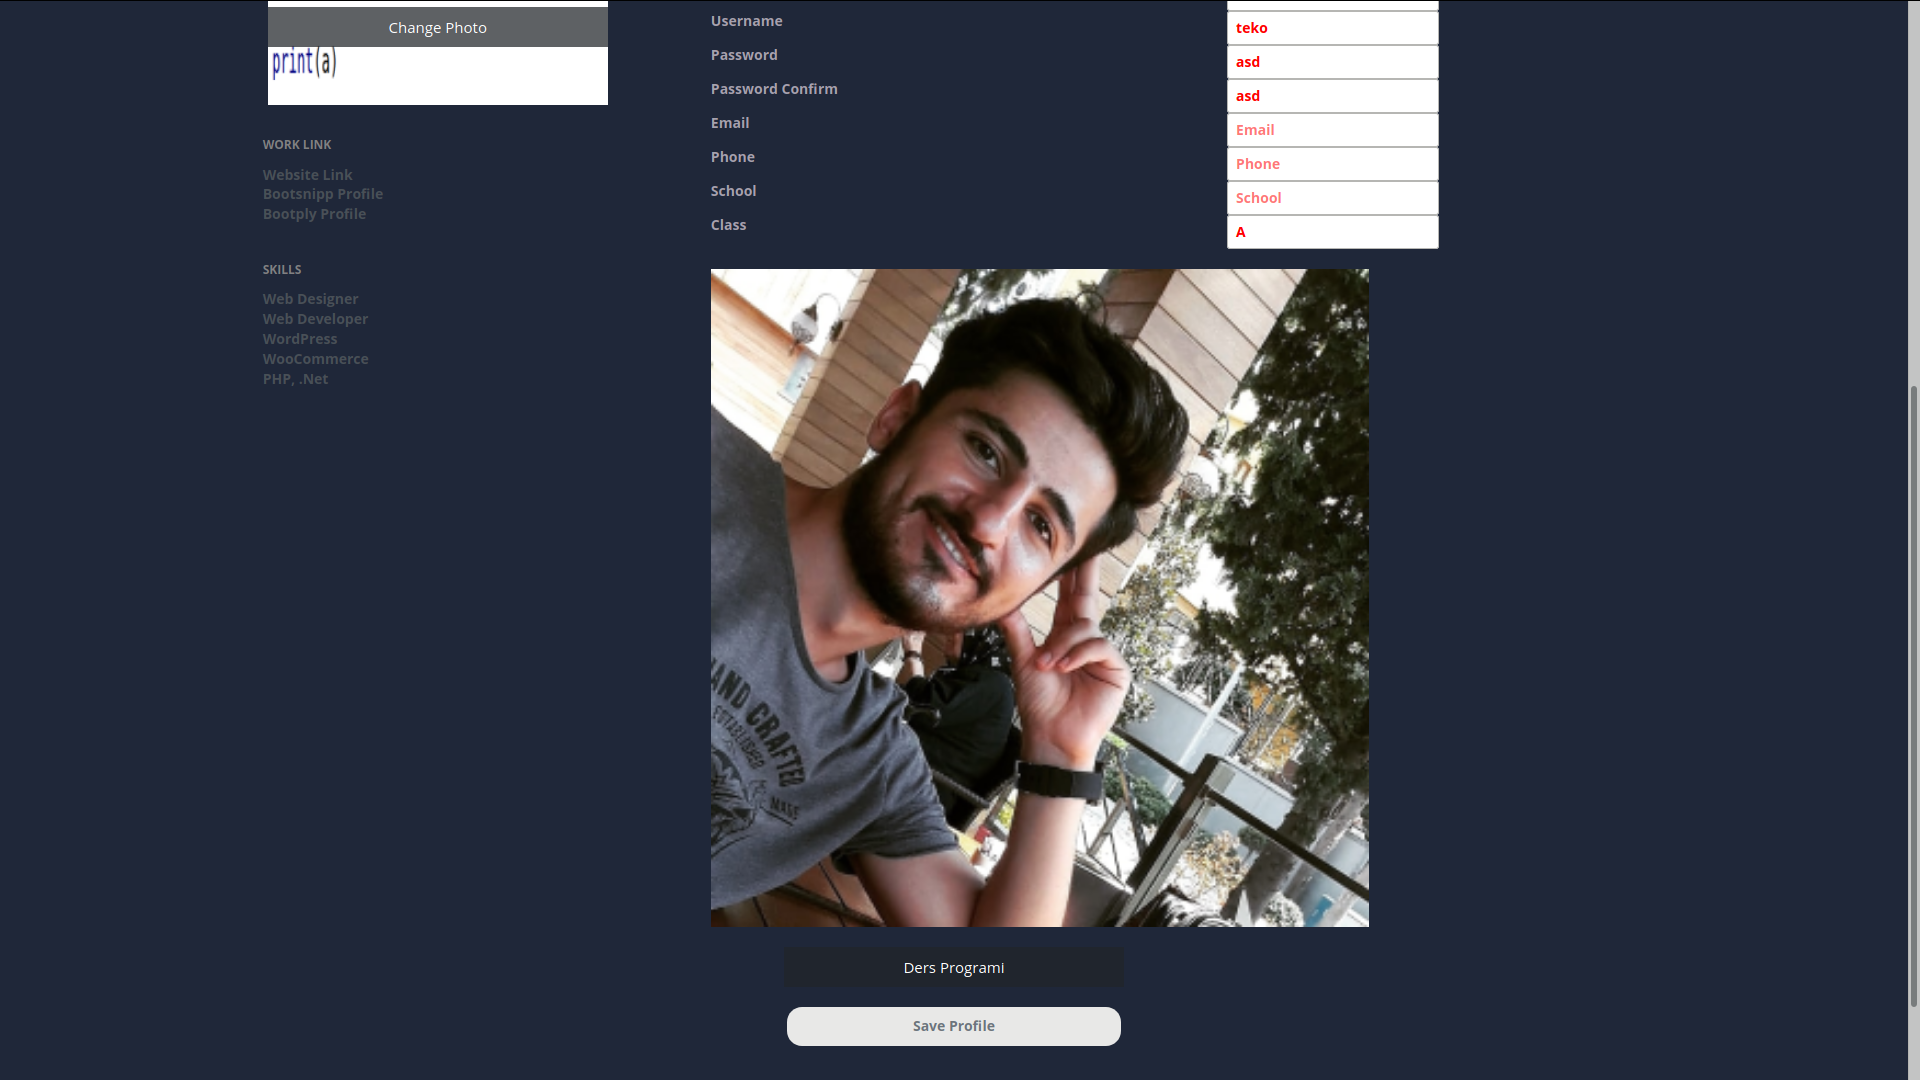 Change Photo
print(a)
WORK LINK
Website Link
Bootsnipp Profile
Bootply Profile
SKILLS
Web Designer
Web Developer
WordPress
WooCommerce
PHP, .Net
Username
teko
Password
asd
Password Confirm
asd
Email
Email
Phone
Phone
School
School
Class
A
HAND CRAFTED
ESTABLISHED
MADE
Ders Programi
Save Profile